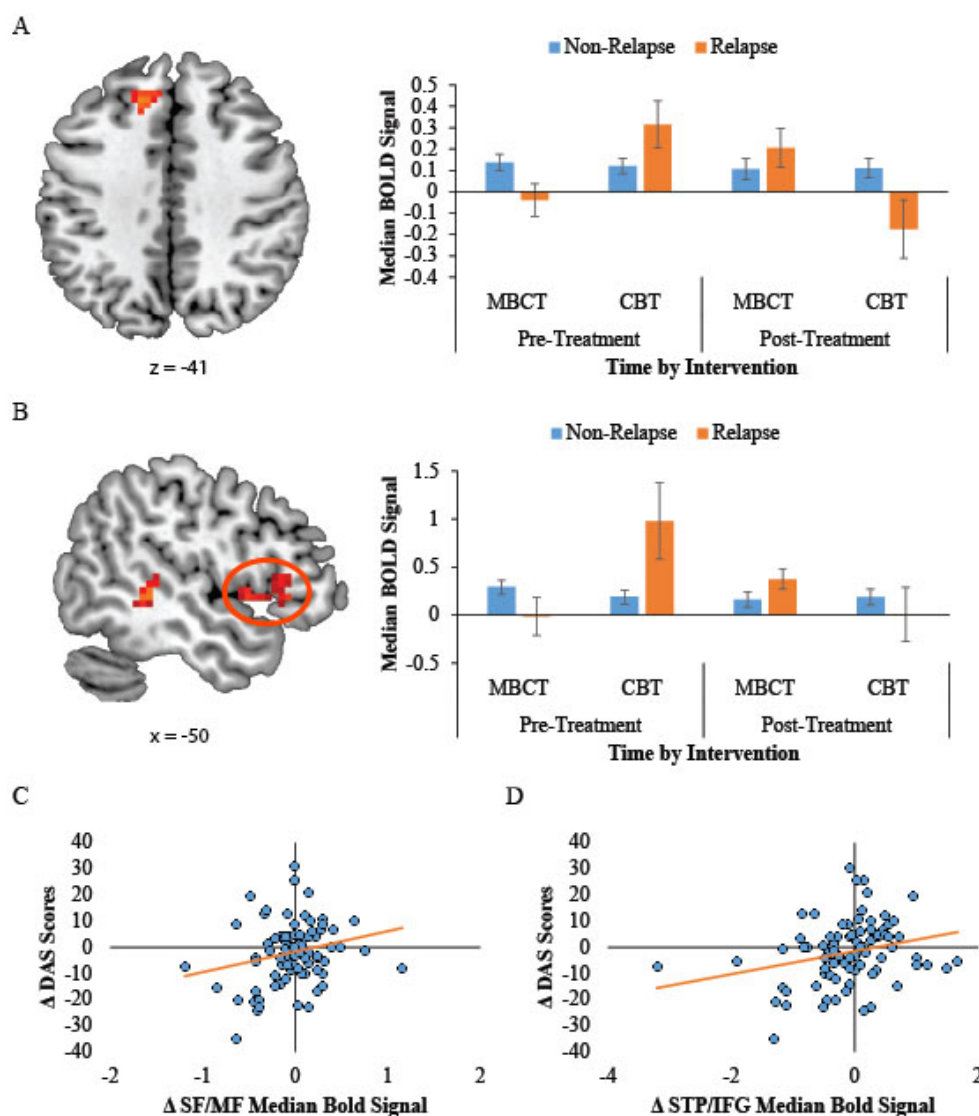 A
Non-Relapse Relapse
Median BOLD Signal
0.5
0.4
0.3
0.2
0.1
0
-0.1
-0.2
-0.3
-0.4
MBCT CBT MBCT CBT
Pre-Treatment Post-Treatment
Time by Intervention
z = -41
B
Non-Relapse Relapse
Median BOLD Signal
1.5
1
0.5
0
-0.5
MBCT CBT MBCT CBT
Pre-Treatment Post-Treatment
Time by Intervention
x = -50
C
Δ DAS Scores
40
30
20
10
0
-10
-20
-30
-40
-2 -1 0 1 2
Δ SF/MF Median Bold Signal
D
Δ DAS Scores
40
30
20
10
0
-10
-20
-30
-40
-4 -2 0 2
Δ STP/IFG Median Bold Signal